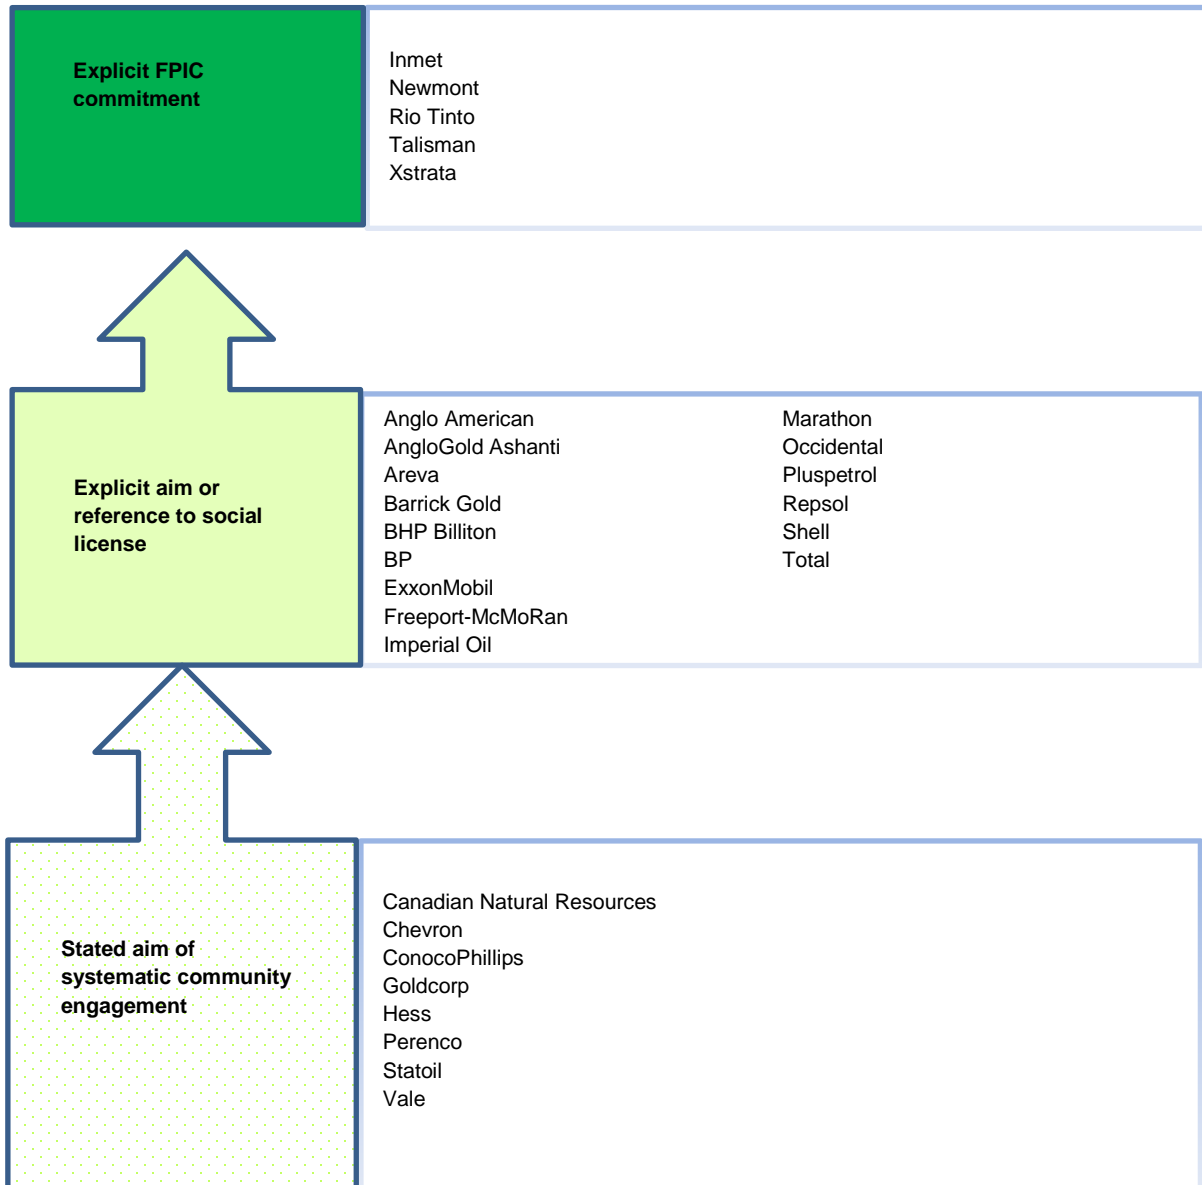 Explicit FPIC
commitment
Inmet
Newmont
Rio Tinto
Talisman
Xstrata
Explicit aim or
reference to social
license
Anglo American
AngloGold Ashanti
Areva
Barrick Gold
BHP Billiton
BP
ExxonMobil
Freeport-McMoRan
Imperial Oil
Marathon
Occidental
Pluspetrol
Repsol
Shell
Total
Stated aim of
systematic community
engagement
Canadian Natural Resources
Chevron
ConocoPhillips
Goldcorp
Hess
Perenco
Statoil
Vale